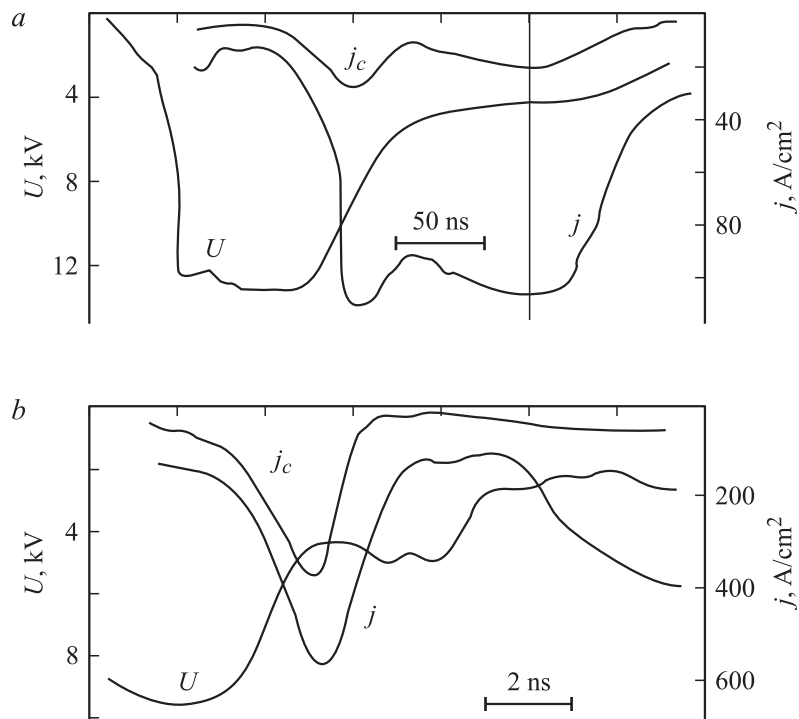 a
U, kV
4
8
12
j_c
U
50 ns
j
40
80
j, A/cm²
b
U, kV
4
8
j_c
j
U
2 ns
200
400
600
j, A/cm²